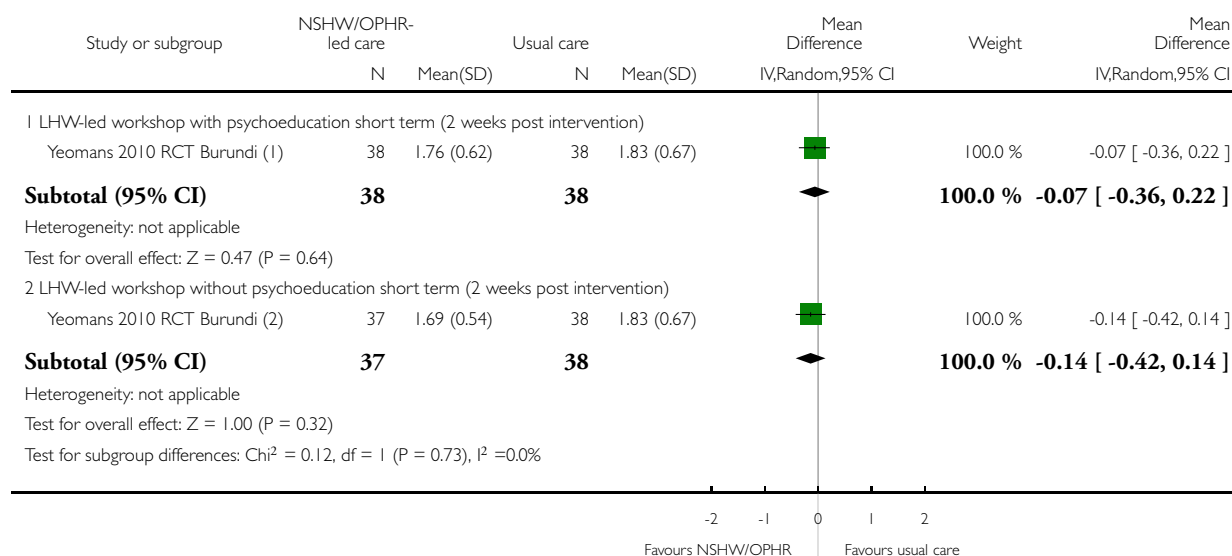 Study or subgroup NSHW/OPHR-led care Usual care Mean Difference Weight Mean Difference
N Mean(SD) N Mean(SD) IV,Random,95% CI IV,Random,95% CI
1 LHW-led workshop with psychoeducation short term (2 weeks post intervention)
Yeomans 2010 RCT Burundi (1) 38 1.76 (0.62) 38 1.83 (0.67) 100.0 % -0.07 [ -0.36, 0.22 ]
Subtotal (95% CI) 38 38 100.0 % -0.07 [ -0.36, 0.22 ]
Heterogeneity: not applicable
Test for overall effect: Z = 0.47 (P = 0.64)
2 LHW-led workshop without psychoeducation short term (2 weeks post intervention)
Yeomans 2010 RCT Burundi (2) 37 1.69 (0.54) 38 1.83 (0.67) 100.0 % -0.14 [ -0.42, 0.14 ]
Subtotal (95% CI) 37 38 100.0 % -0.14 [ -0.42, 0.14 ]
Heterogeneity: not applicable
Test for overall effect: Z = 1.00 (P = 0.32)
Test for subgroup differences: Chi² = 0.12, df = 1 (P = 0.73), I² =0.0%
-2 -1 0 1 2
Favours NSHW/OPHR Favours usual care